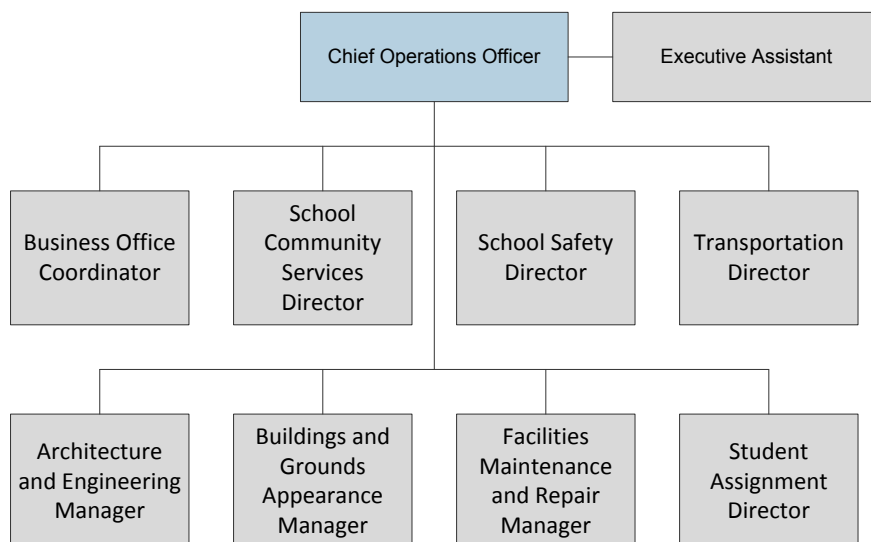 Chief Operations Officer
Executive Assistant
Business Office
Coordinator
School
Community
Services
Director
School Safety
Director
Transportation
Director
Architecture
and Engineering
Manager
Buildings and
Grounds
Appearance
Manager
Facilities
Maintenance
and Repair
Manager
Student
Assignment
Director